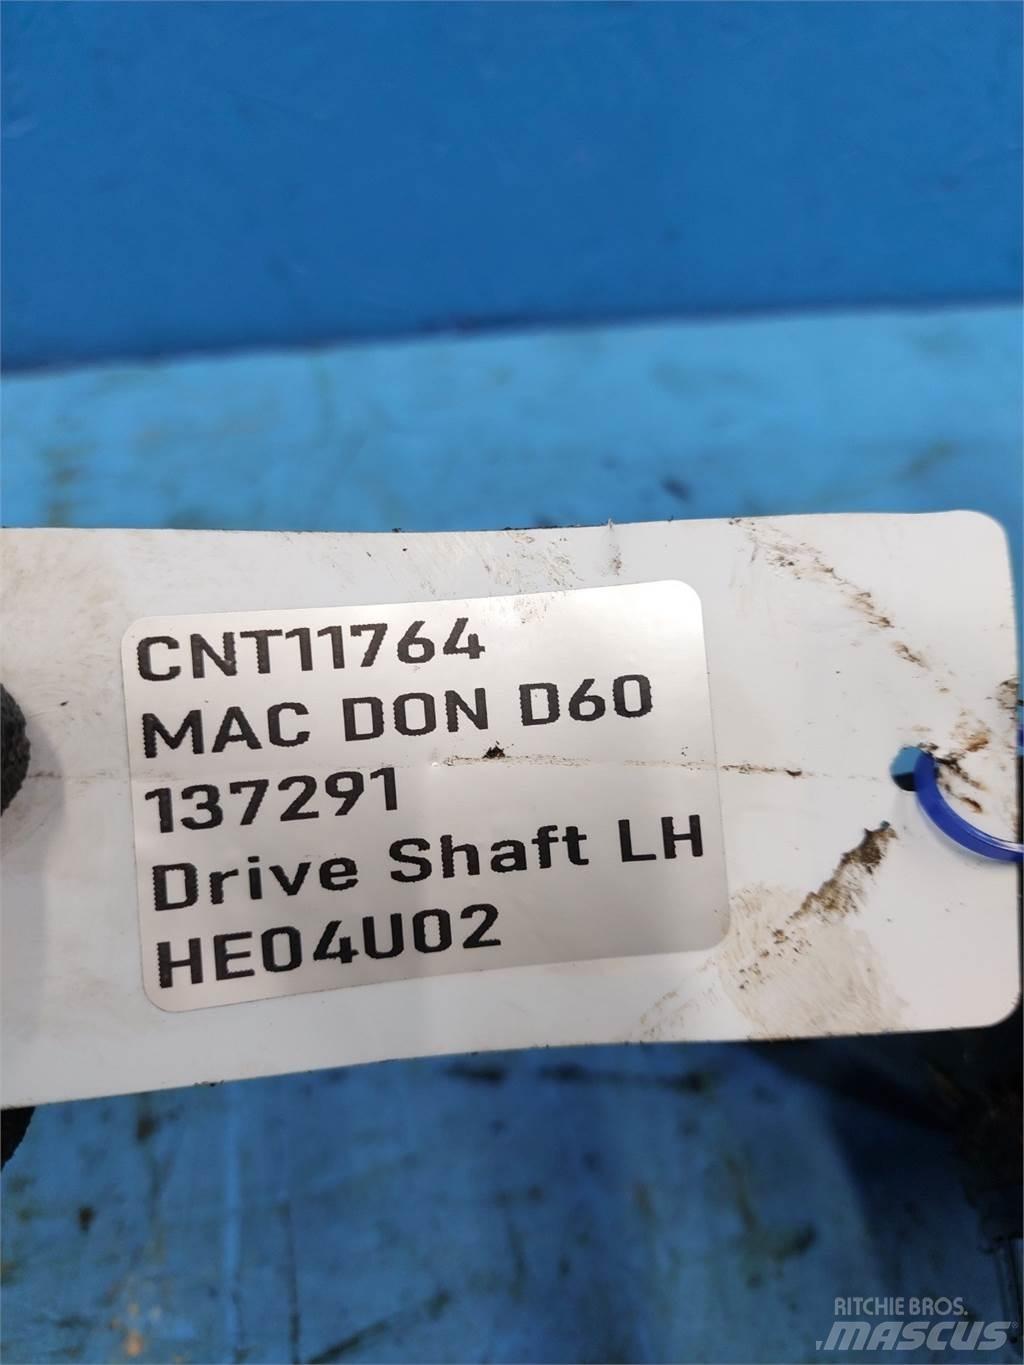 CNT11764
MAC DON D60
137291
Drive Shaft LH
HE04U02
RITCHIE BROS.
MASCUS